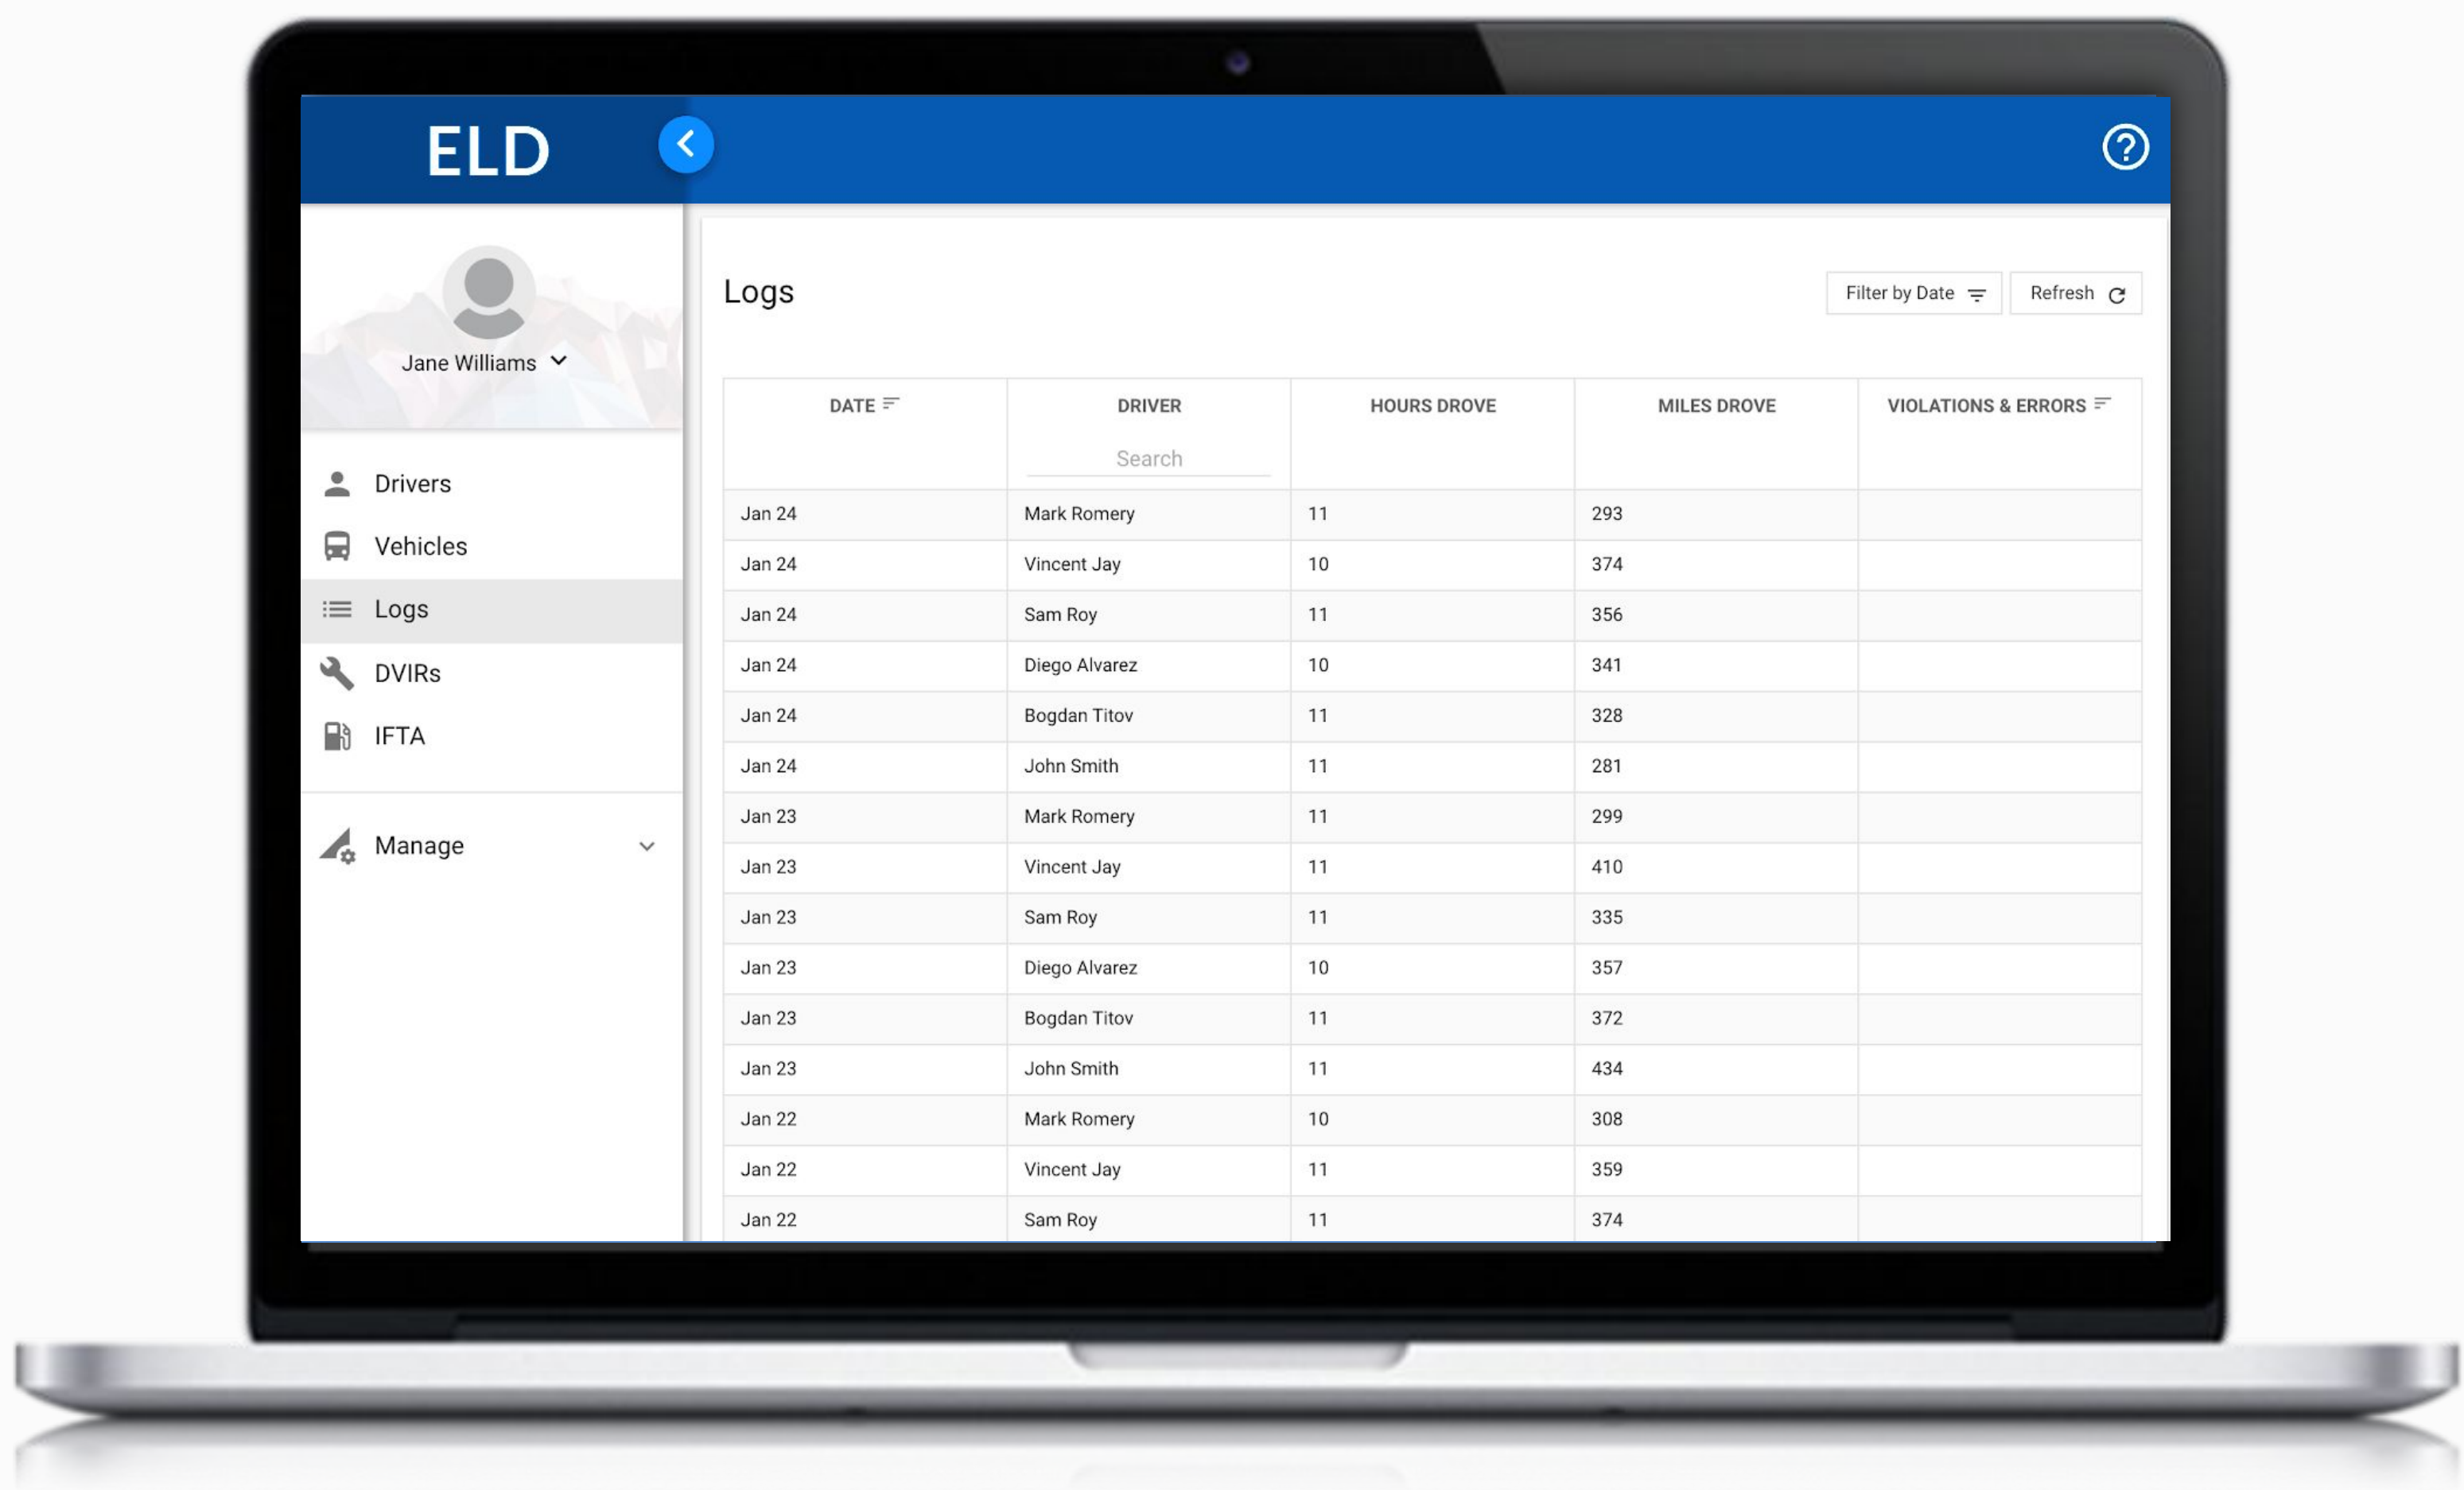 ELD
Jane Williams
Drivers
Vehicles
Logs
DVIRs
IFTA
Manage
Logs
Filter by Date
Refresh
DATE DRIVER HOURS DROVE MILES DROVE VIOLATIONS & ERRORS
Search
Jan 24 Mark Romery 11 293
Jan 24 Vincent Jay 10 374
Jan 24 Sam Roy 11 356
Jan 24 Diego Alvarez 10 341
Jan 24 Bogdan Titov 11 328
Jan 24 John Smith 11 281
Jan 23 Mark Romery 11 299
Jan 23 Vincent Jay 11 410
Jan 23 Sam Roy 11 335
Jan 23 Diego Alvarez 10 357
Jan 23 Bogdan Titov 11 372
Jan 23 John Smith 11 434
Jan 22 Mark Romery 10 308
Jan 22 Vincent Jay 11 359
Jan 22 Sam Roy 11 374